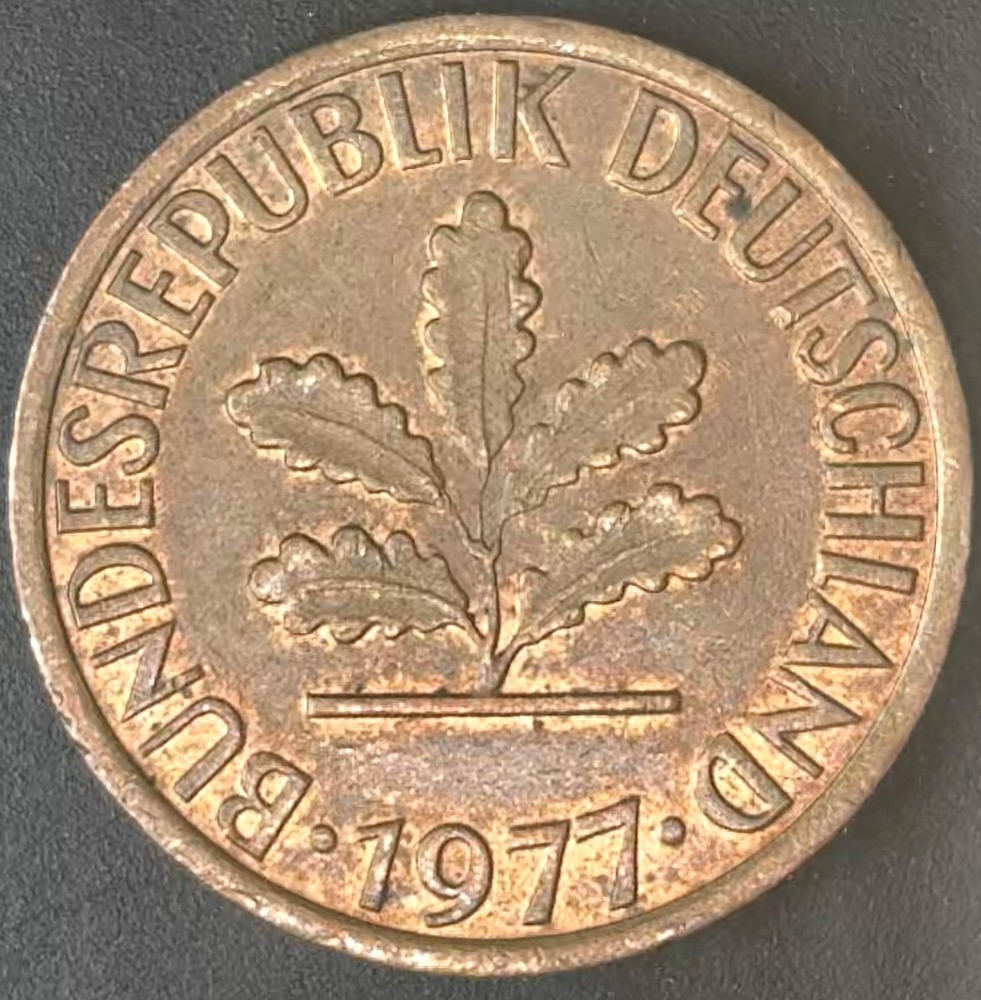 BUNDESREPUBLIK DEUTSCHLAND
· 1977 ·